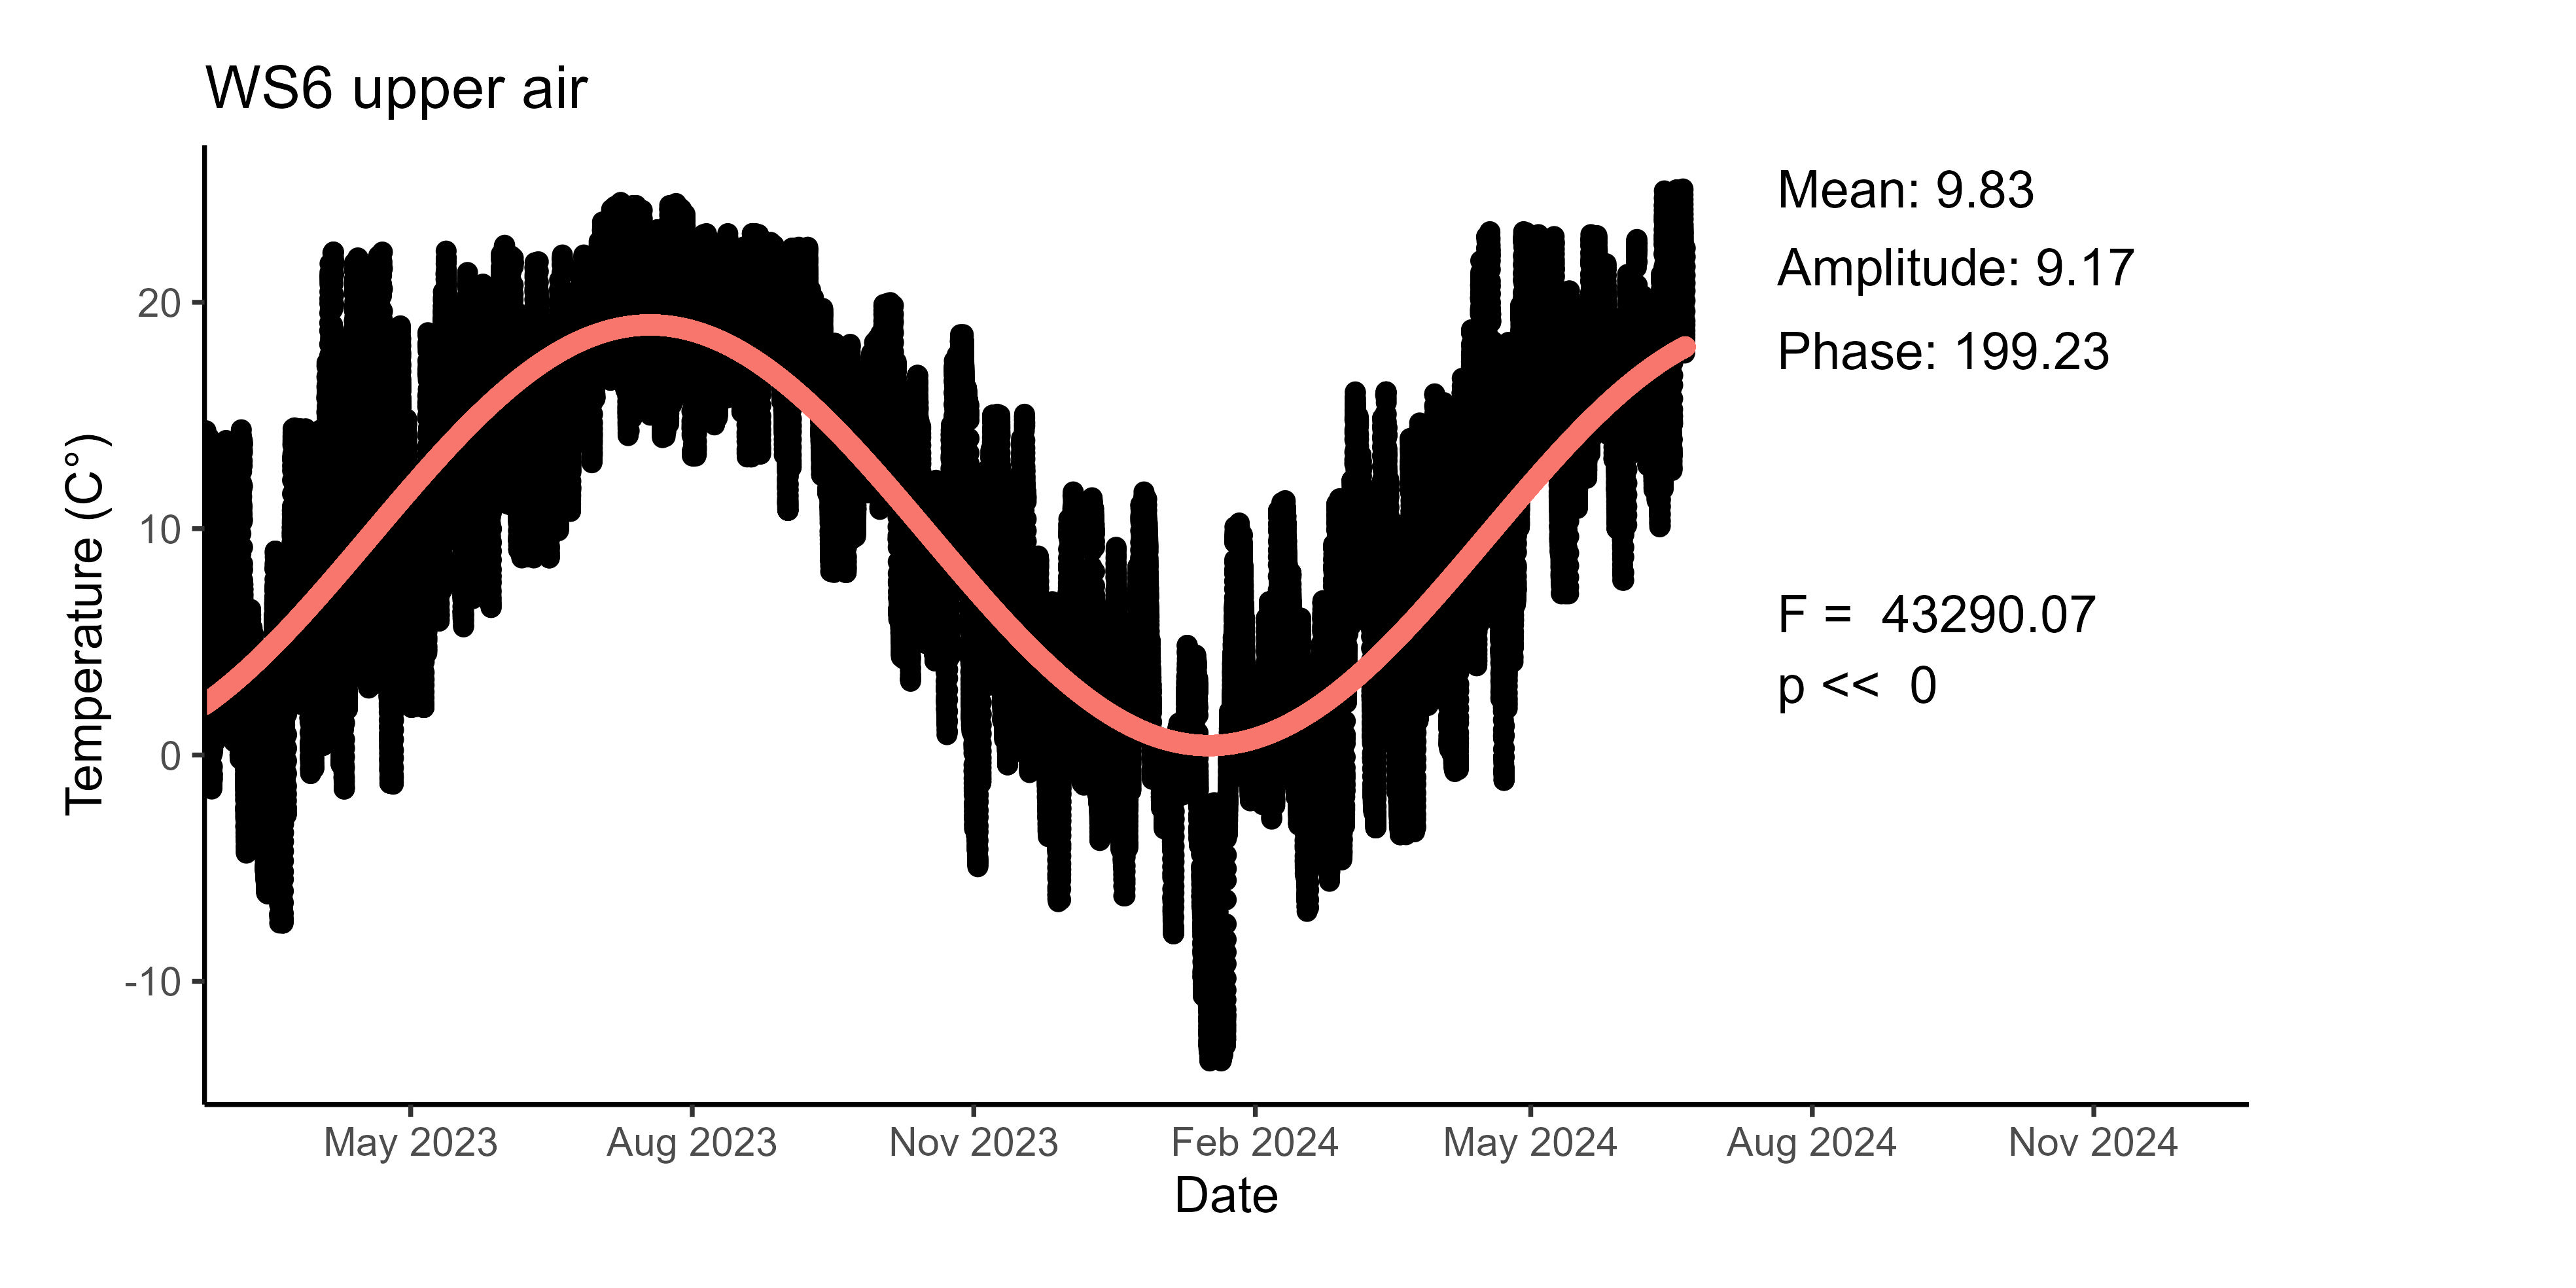 WS6 upper air
Mean: 9.83
Amplitude: 9.17
Phase: 199.23
F =  43290.07
p <<  0
Temperature (C°)
20
10
0
-10
May 2023
Aug 2023
Nov 2023
Feb 2024
May 2024
Aug 2024
Nov 2024
Date